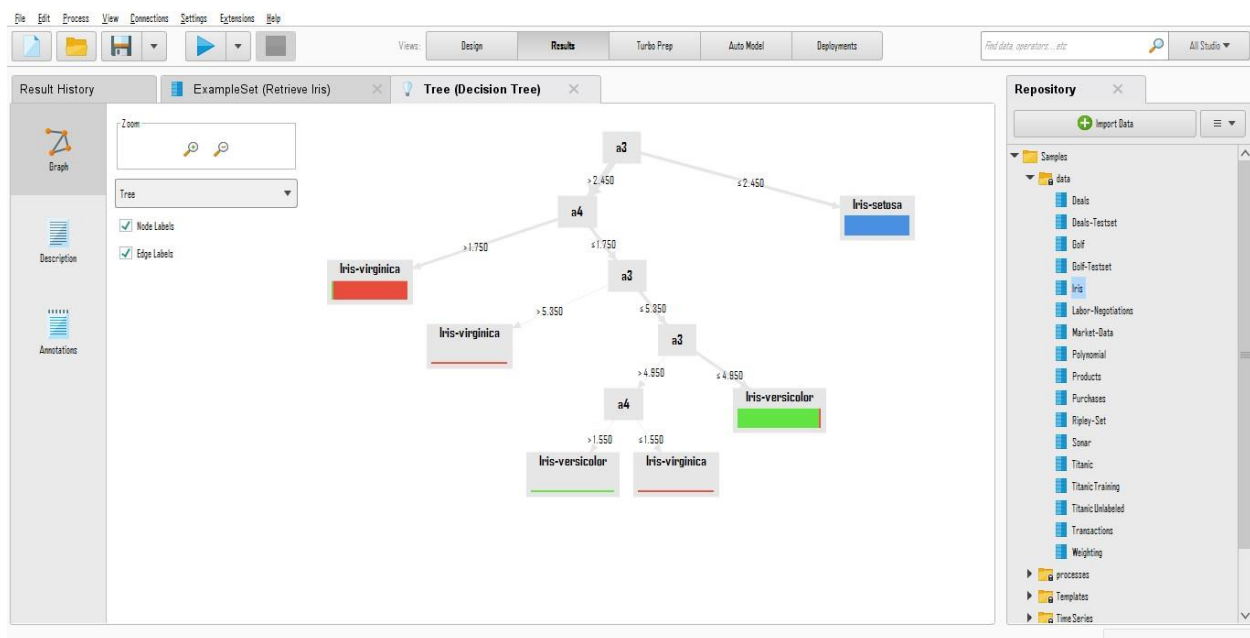 File Edit Process View Connections Settings Extensions Help
Views: Design Results Turbo Prep Auto Model Deployments
Find data, operators...etc
All Studio
Result History
ExampleSet (Retrieve Iris)
Tree (Decision Tree)
Repository
Graph
Description
Annotations
Zoom
Tree
Node Labels
Edge Labels
a3
> 2.450
≤ 2.450
a4
Iris-setosa
> 1.750
≤ 1.750
Iris-virginica
a3
> 5.350
≤ 5.350
Iris-virginica
a3
> 4.950
≤ 4.950
a4
Iris-versicolor
> 1.550
≤ 1.550
Iris-versicolor
Iris-virginica
Import Data
Samples
data
Deals
Deals-Testset
Golf
Golf-Testset
Iris
Labor-Negotiations
Market-Data
Polynomial
Products
Purchases
Ripley-Set
Sonar
Titanic
Titanic Training
Titanic Unlabeled
Transactions
Weighting
processes
Templates
Time Series